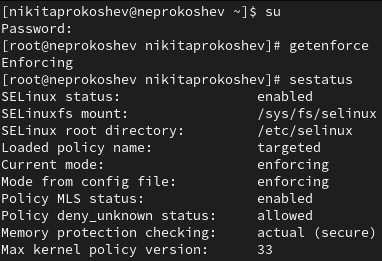 [nikitaprokoshev@neprokoshev ~]$ su
Password:
[root@neprokoshev nikitaprokoshev]# getenforce
Enforcing
[root@neprokoshev nikitaprokoshev]# sestatus
SELinux status:                 enabled
SELinuxfs mount:                /sys/fs/selinux
SELinux root directory:         /etc/selinux
Loaded policy name:             targeted
Current mode:                   enforcing
Mode from config file:          enforcing
Policy MLS status:              enabled
Policy deny_unknown status:     allowed
Memory protection checking:     actual (secure)
Max kernel policy version:      33